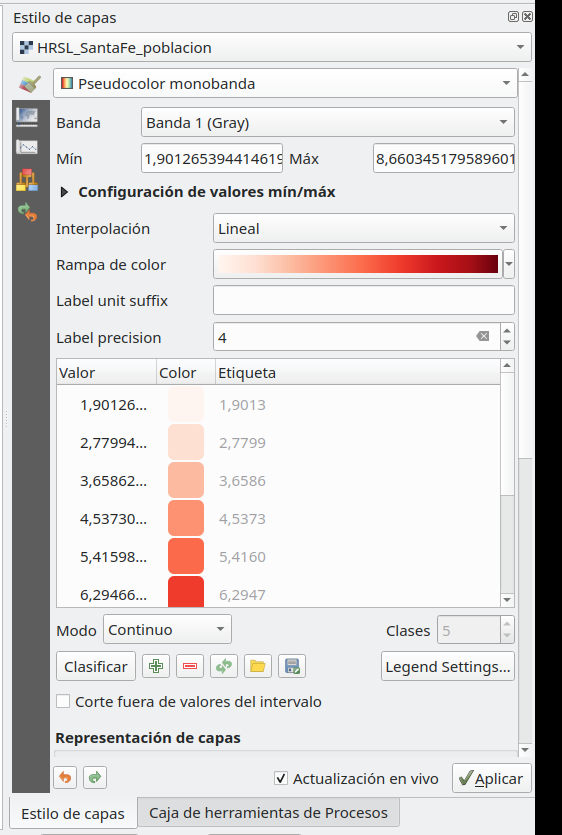 Estilo de capas
HRSL_SantaFe_poblacion
Pseudocolor monobanda
Banda Banda 1 (Gray)
Mín 1,901265394414619 Máx 8,660345179589601
Configuración de valores mín/máx
Interpolación Lineal
Rampa de color
Label unit suffix
Label precision 4
Valor Color Etiqueta
1,90126... 1,9013
2,77994... 2,7799
3,65862... 3,6586
4,53730... 4,5373
5,41598... 5,4160
6,29466... 6,2947
Modo Continuo Clases 5
Clasificar Legend Settings...
Corte fuera de valores del intervalo
Representación de capas
Actualización en vivo Aplicar
Estilo de capas Caja de herramientas de Procesos